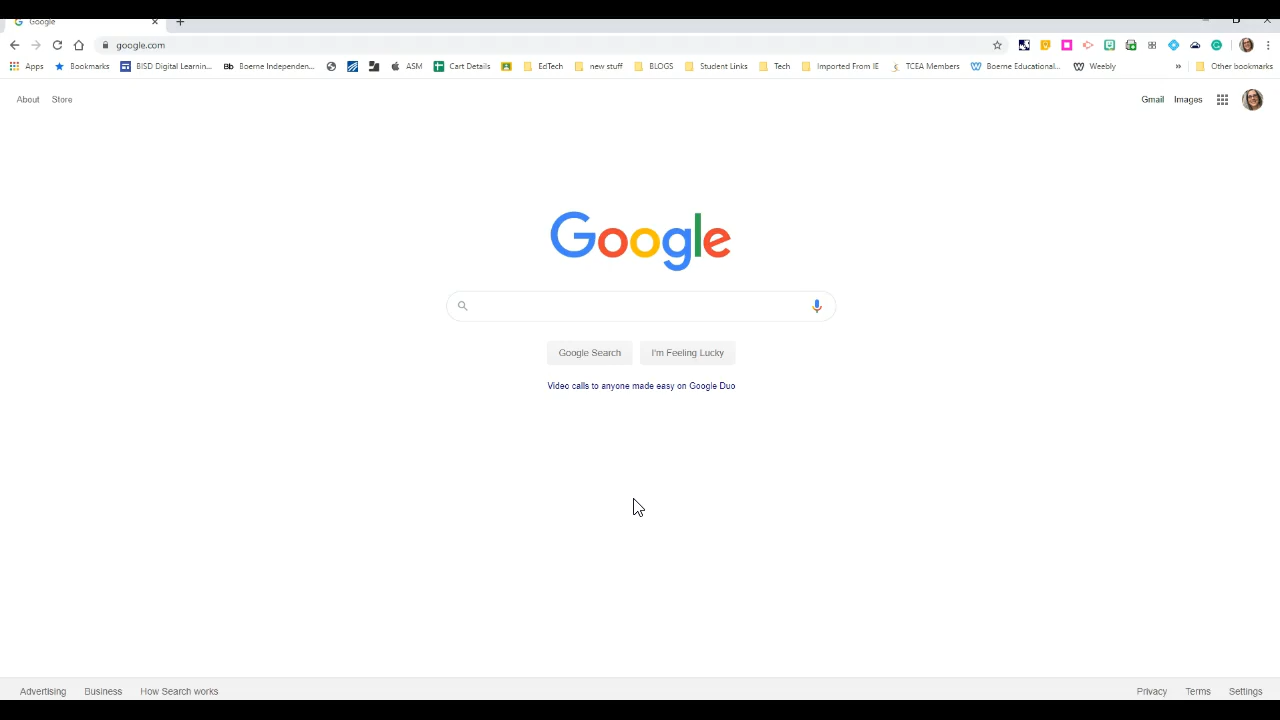 Google
google.com
Apps Bookmarks BISD Digital Learnin... Bb Boerne Independen... ASM Cart Details EdTech new stuff BLOGS Student Links Tech Imported From IE TCEA Members Boerne Educational... Weebly » Other bookmarks
About Store Gmail Images
Google
Google Search I'm Feeling Lucky
Video calls to anyone made easy on Google Duo
Advertising Business How Search works Privacy Terms Settings